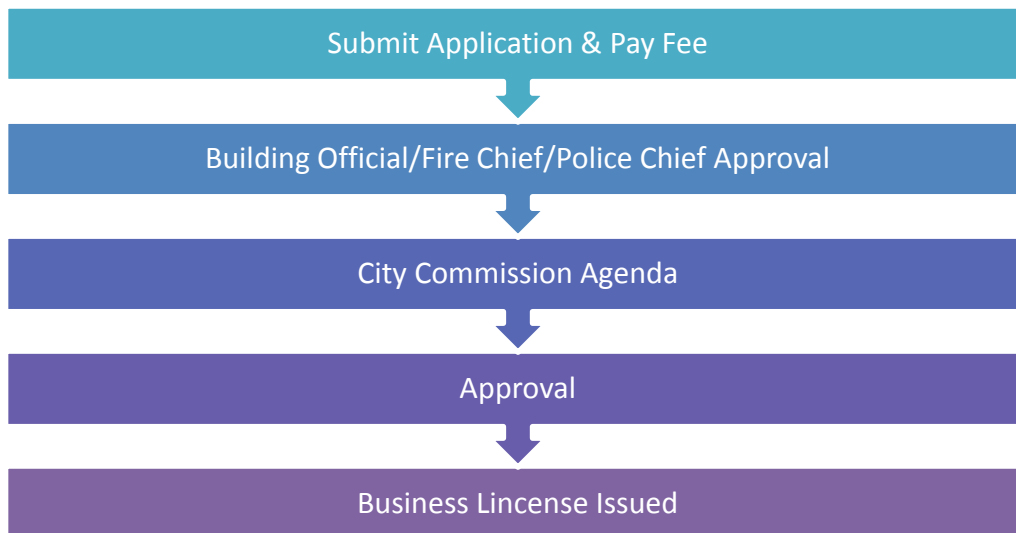 Submit Application & Pay Fee
Building Official/Fire Chief/Police Chief Approval
City Commission Agenda
Approval
Business Lincense Issued